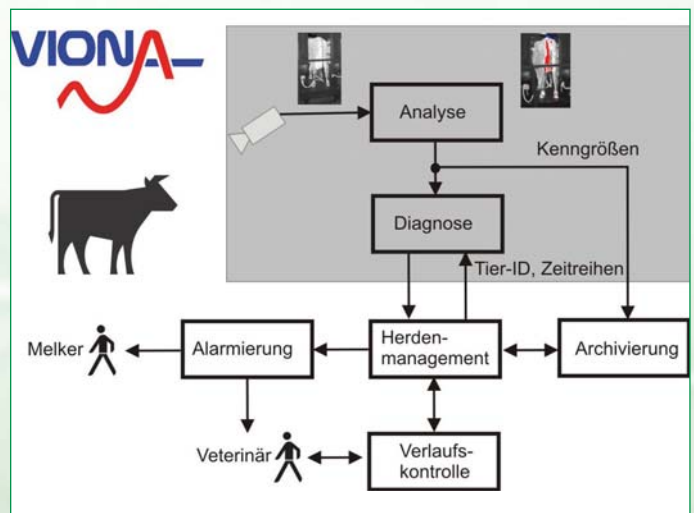 VIONA
Analyse
Kenngrößen
Diagnose
Tier-ID, Zeitreihen
Melker
Alarmierung
Herden-
management
Archivierung
Veterinär
Verlaufs-
kontrolle